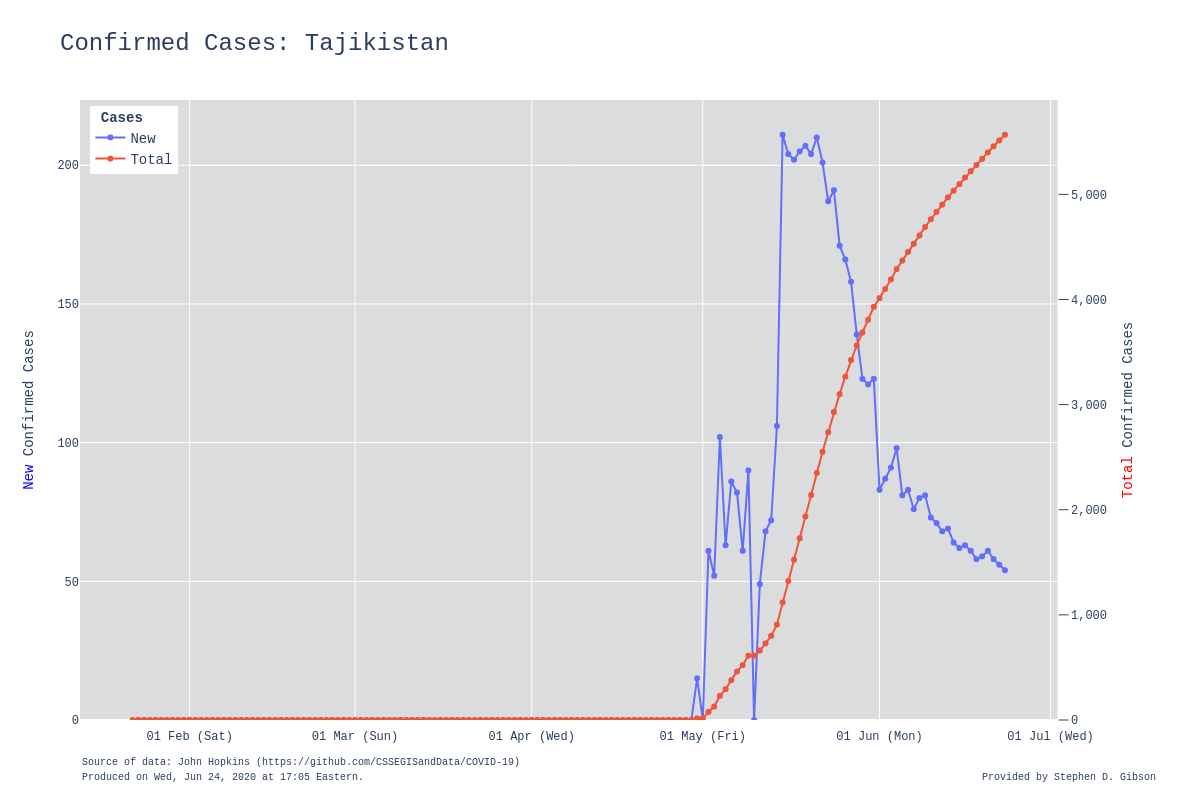 Confirmed Cases: Tajikistan
Cases
New
Total
200
150
100
50
0
New Confirmed Cases
5,000
4,000
3,000
2,000
1,000
0
Total Confirmed Cases
01 Feb (Sat)
01 Mar (Sun)
01 Apr (Wed)
01 May (Fri)
01 Jun (Mon)
01 Jul (Wed)
Source of data: John Hopkins (https://github.com/CSSEGISandData/COVID-19)
Produced on Wed, Jun 24, 2020 at 17:05 Eastern.
Provided by Stephen D. Gibson